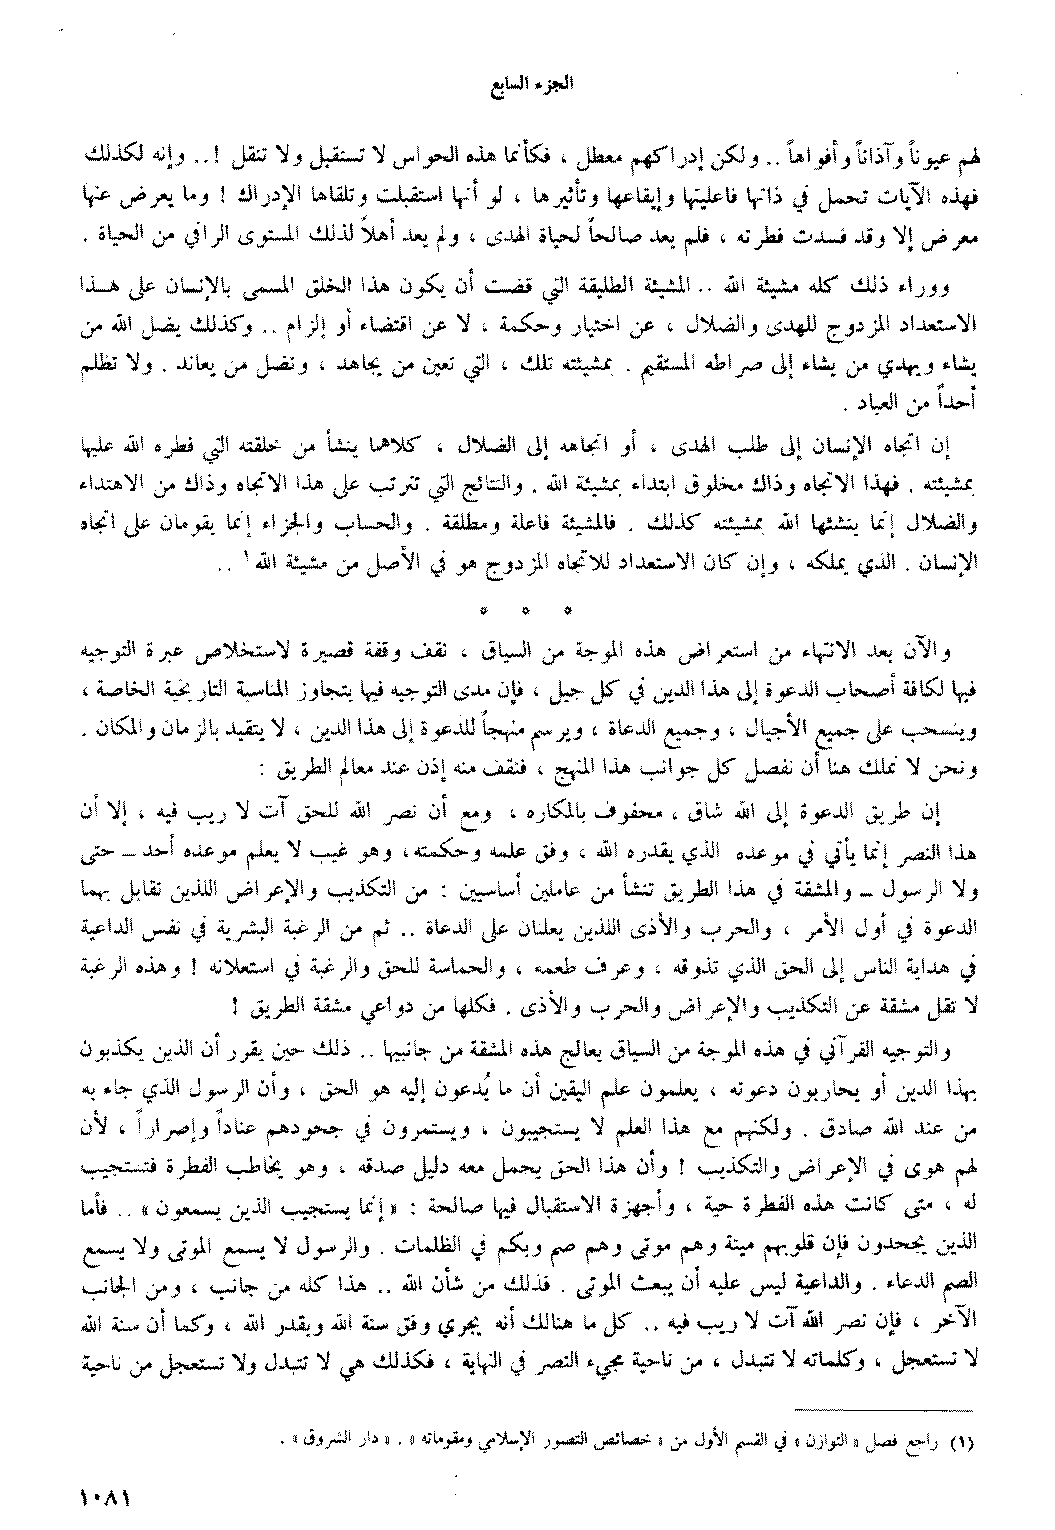 الجزء السابع
لهم عيوناً وآذاناً وأفواهاً .. ولكن إدراكهم معطل ، فكأنما هذه الحواس لا تستقبل ولا تنقل !.. وإنه لكذلك
فهذه الآيات تحمل في ذاتها فاعليتها وإيقاعها وتأثيرها ، لو أنها استقبلت وتلقاها الإدراك ! وما يعرض عنها
معرض إلا وقد فسدت فطرته ، فلم يعد صالحاً لحياة الهدى ، ولم يعد أهلاً لذلك المستوى الراقي من الحياة .
ووراء ذلك كله مشيئة الله .. المشيئة الطليقة التي قضت أن يكون هذا الخلق المسمى بالإنسان على هـذا
الاستعداد المزدوج للهدى والضلال ، عن اختيار وحكمة ، لا عن اقتضاء أو إلزام .. وكذلك يضل الله من
يشاء ويهدي من يشاء إلى صراطه المستقيم . بمشيئته تلك ، التي تعين من يجاهد ، وتضل من يعاند . ولا تظلم
أحداً من العباد .
إن اتجاه الإنسان إلى طلب الهدى ، أو اتجاهه إلى الضلال ، كلاهما ينشأ من خلقته التي فطره الله عليها
بمشيئته . فهذا الاتجاه وذاك مخلوق ابتداء بمشيئة الله . والنتائج التي تترتب على هذا الاتجاه وذاك من الاهتداء
والضلال إنما ينشئها الله بمشيئته كذلك . فالمشيئة فاعلة ومطلقة . والحساب والجزاء إنما يقومان على اتجاه
الإنسان . الذي يملكه ، وإن كان الاستعداد للاتجاه المزدوج هو في الأصل من مشيئة الله ١ ..
* * *
والآن بعد الانتهاء من استعراض هذه الموجة من السياق ، نقف وقفة قصيرة لاستخلاص عبرة التوجيه
فيها لكافة أصحاب الدعوة إلى هذا الدين في كل جيل ، فإن مدى التوجيه فيها يتجاوز المناسبة التاريخية الخاصة ،
وينسحب على جميع الأجيال ، وجميع الدعاة ، ويرسم منهجاً للدعوة إلى هذا الدين ، لا يتقيد بالزمان والمكان .
ونحن لا نملك هنا أن نفصل كل جوانب هذا المنهج ، فنقف منه إذن عند معالم الطريق :
إن طريق الدعوة إلى الله شاق ، محفوف بالمكاره ، ومع أن نصر الله للحق آت لا ريب فيه ، إلا أن
هذا النصر إنما يأتي في موعده الذي يقدره الله ، وفق علمه وحكمته، وهو غيب لا يعلم موعده أحد – حتى
ولا الرسول – والمشقة في هذا الطريق تنشأ من عاملين أساسيين : من التكذيب والإعراض اللذين تقابل بهما
الدعوة في أول الأمر ، والحرب والأذى اللذين يعلنان على الدعاة .. ثم من الرغبة البشرية في نفس الداعية
في هداية الناس إلى الحق الذي تذوقه ، وعرف طعمه ، والحماسة للحق والرغبة في استعلانه ! وهذه الرغبة
لا تقل مشقة عن التكذيب والإعراض والحرب والأذى . فكلها من دواعي مشقة الطريق !
والتوجيه القرآني في هذه الموجة من السياق يعالج هذه المشقة من جانبيها .. ذلك حين يقرر أن الذين يكذبون
بهذا الدين أو يحاربون دعوته ، يعلمون علم اليقين أن ما يُدعون إليه هو الحق ، وأن الرسول الذي جاء به
من عند الله صادق . ولكنهم مع هذا العلم لا يستجيبون ، ويستمرون في جحودهم عناداً وإصراراً ، لأن
لهم هوى في الإعراض والتكذيب ! وأن هذا الحق يحمل معه دليل صدقه ، وهو يخاطب الفطرة فتستجيب
له ، متى كانت هذه الفطرة حية ، وأجهزة الاستقبال فيها صالحة : « إنما يستجيب الذين يسمعون » .. فأما
الذين يجحدون فإن قلوبهم ميتة وهم موتى وهم صم وبكم في الظلمات . والرسول لا يسمع الموتى ولا يسمع
الصم الدعاء . والداعية ليس عليه أن يبعث الموتى . فذلك من شأن الله .. هذا كله من جانب ، ومن الجانب
الآخر ، فإن نصر الله آت لا ريب فيه .. كل ما هنالك أنه يجري وفق سنة الله وبقدر الله ، وكما أن سنة الله
لا تستعجل ، وكلماته لا تتبدل ، من ناحية مجيء النصر في النهاية ، فكذلك هي لا تتبدل ولا تستعجل من ناحية
(١) راجع فصل « التوازن » في القسم الأول من « خصائص التصور الإسلامي ومقوماته » . « دار الشروق » .
١٠٨١